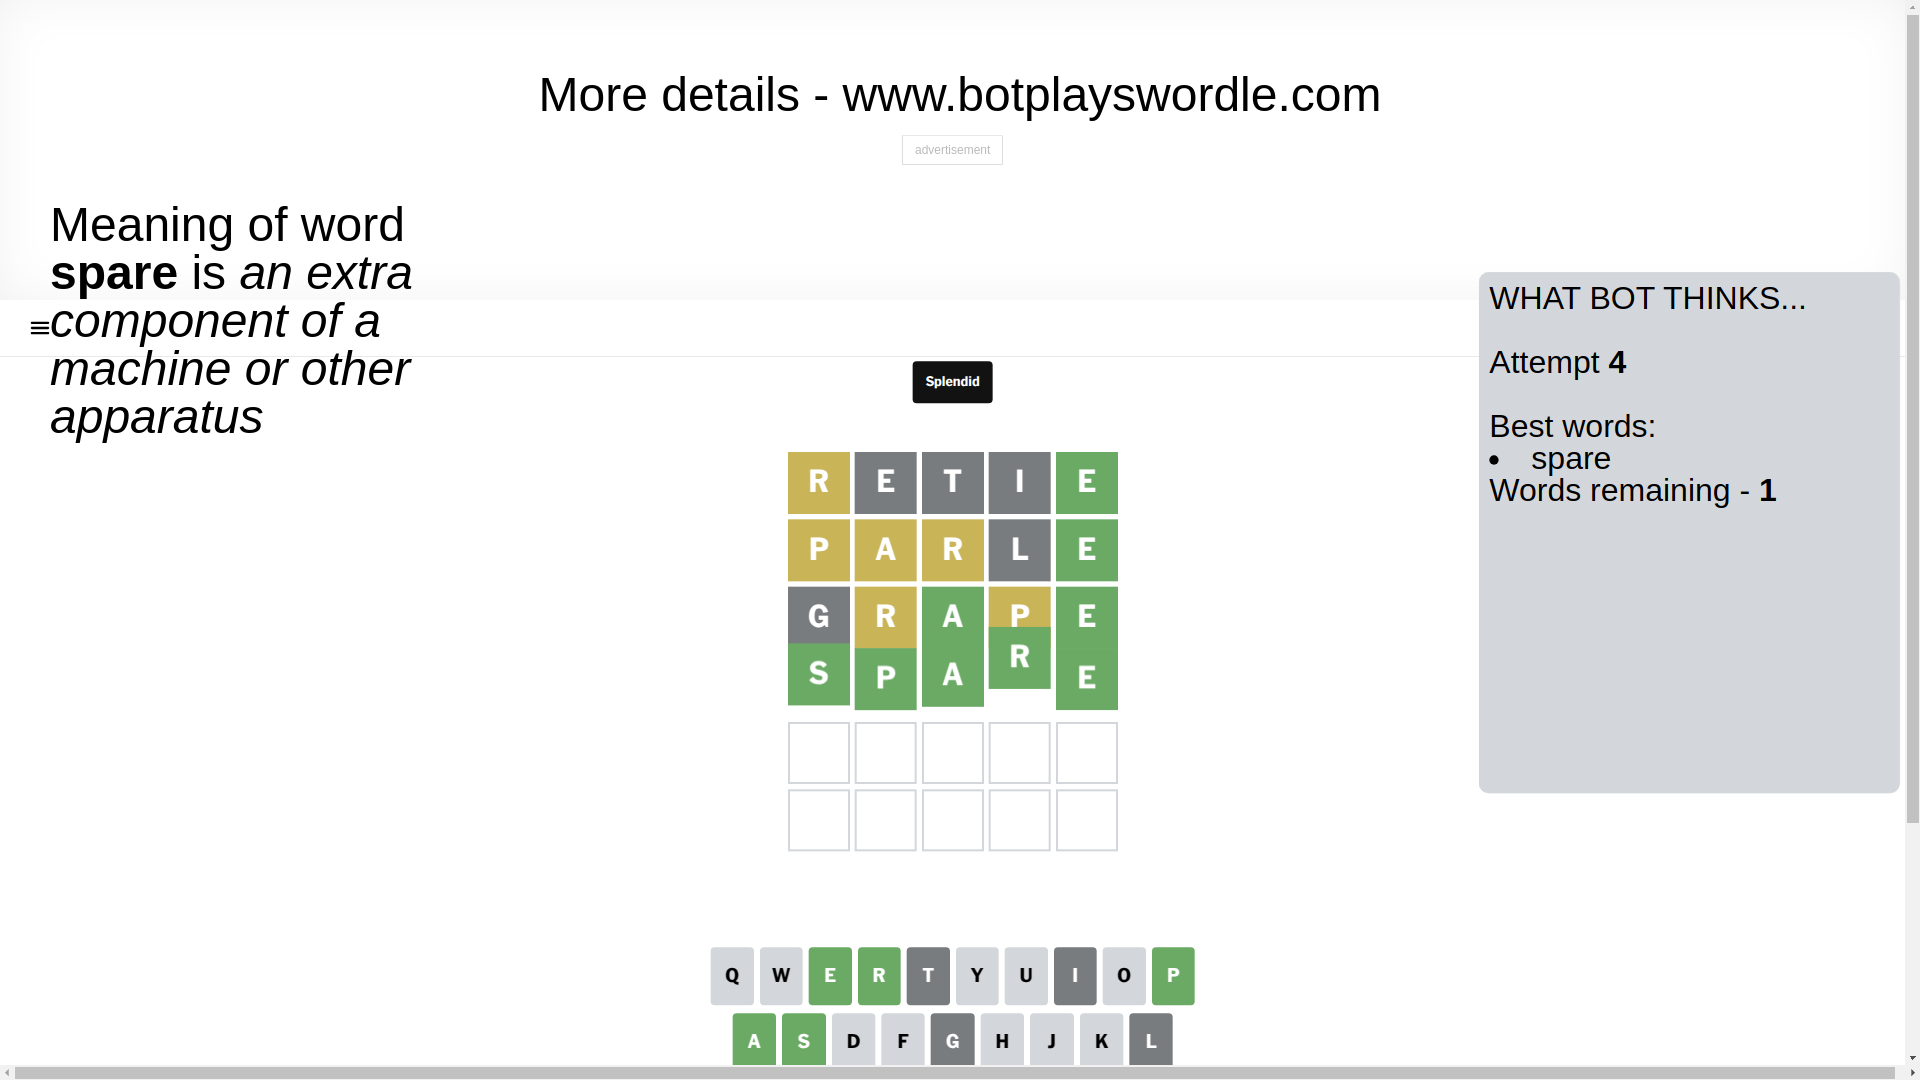 More details - www.botplayswordle.com
advertisement
Meaning of word
spare is an extra
component of a
machine or other
apparatus
Splendid
WHAT BOT THINKS...
Attempt 4
Best words:
• spare
Words remaining - 1
R E T I E
P A R L E
G R A P E
S P A R E
Q W E R T Y U I O P
A S D F G H J K L